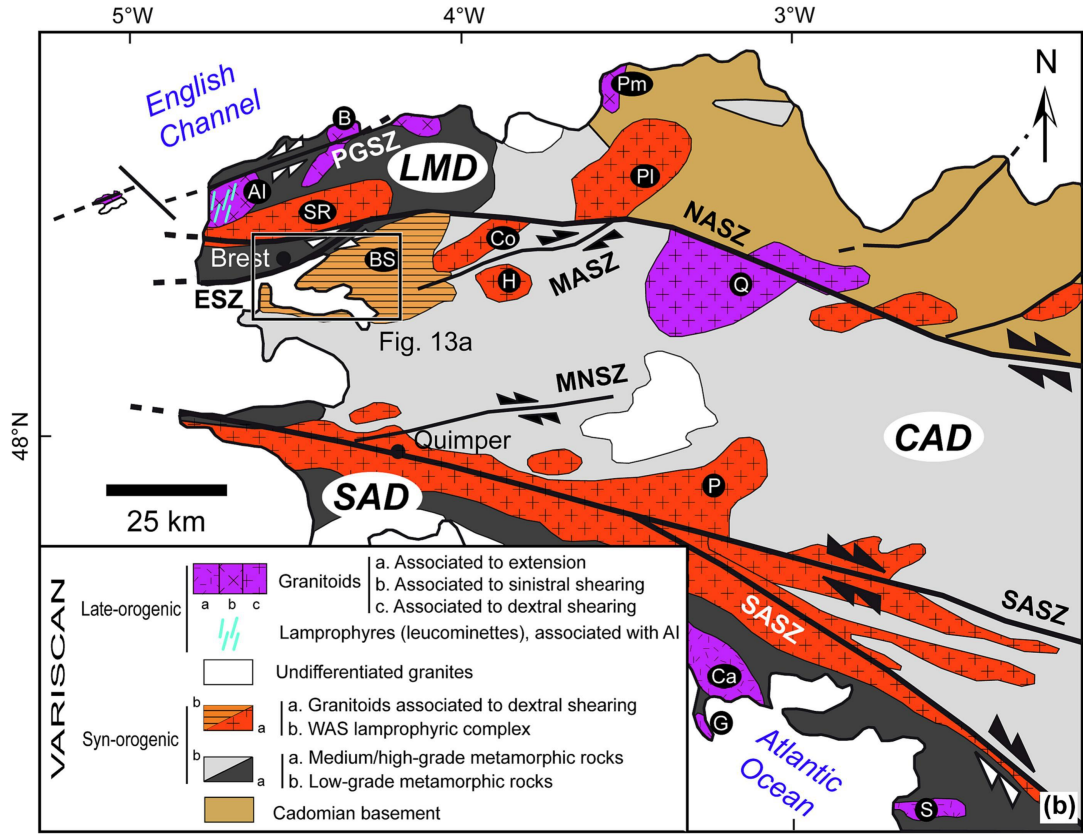 5°W
4°W
3°W
48°N
English
Channel
B
PGSZ
LMD
Pm
N
AI
SR
PI
NASZ
Brest
BS
Co
H
MASZ
Q
ESZ
Fig. 13a
MNSZ
Quimper
CAD
SAD
P
25 km
SASZ
SASZ
Ca
G
Atlantic
Ocean
S
(b)
VARISCAN
Late-orogenic
a b c
Granitoids
a. Associated to extension
b. Associated to sinistral shearing
c. Associated to dextral shearing
Lamprophyres (leucominettes), associated with AI
Undifferentiated granites
Syn-orogenic
b
a
a. Granitoids associated to dextral shearing
b. WAS lamprophyric complex
b
a
a. Medium/high-grade metamorphic rocks
b. Low-grade metamorphic rocks
Cadomian basement